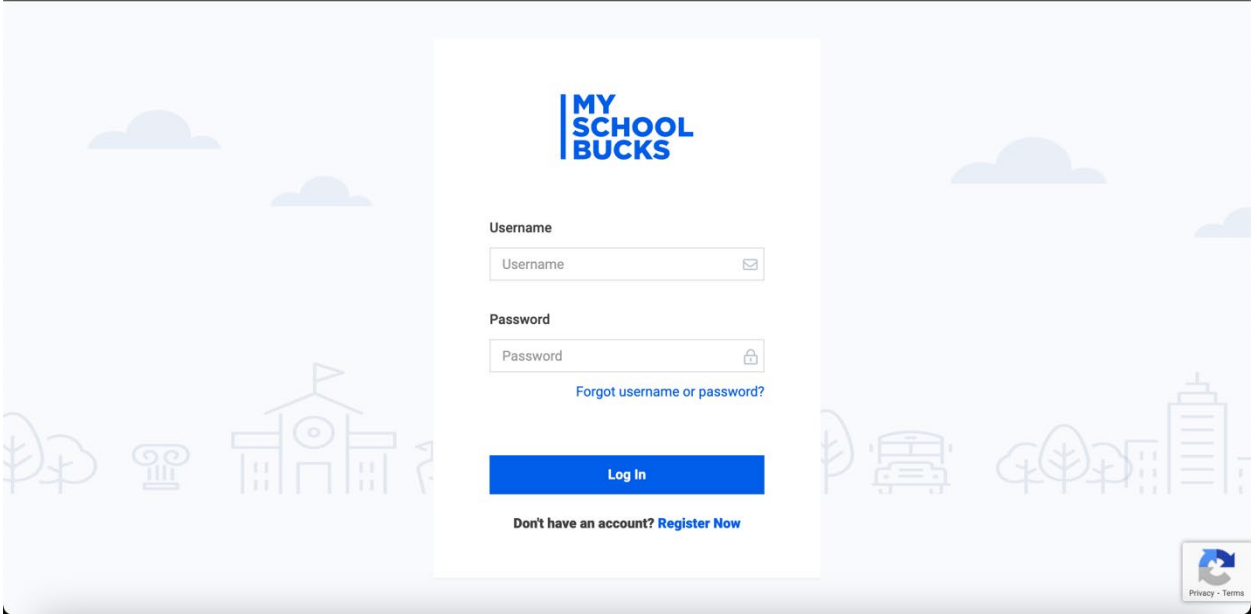 MY
SCHOOL
BUCKS
Username
Username
Password
Password
Forgot username or password?
Log In
Don't have an account? Register Now
Privacy - Terms